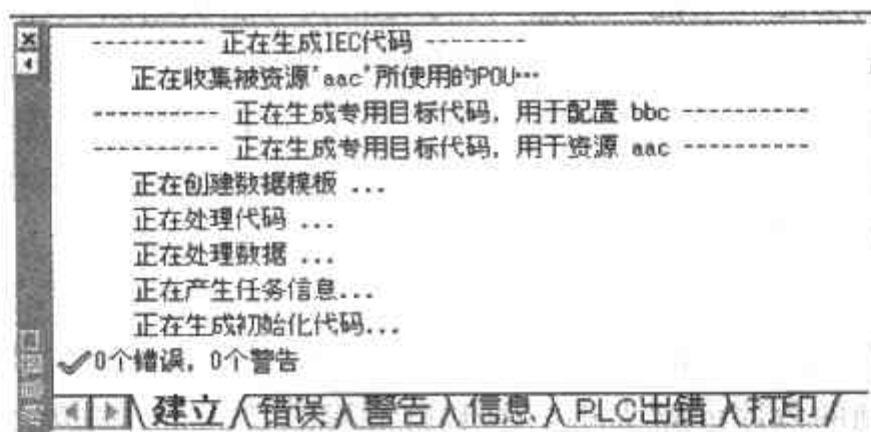 --------- 正在生成IEC代码 --------
正在收集被资源'aac'所使用的POU…
---------- 正在生成专用目标代码，用于配置 bbc ----------
---------- 正在生成专用目标代码，用于资源 aac ----------
正在创建数据模板 ...
正在处理代码 ...
正在处理数据 ...
正在产生任务信息...
正在生成初始化代码...
0个错误，0个警告
建立 错误 警告 信息 PLC出错 打印